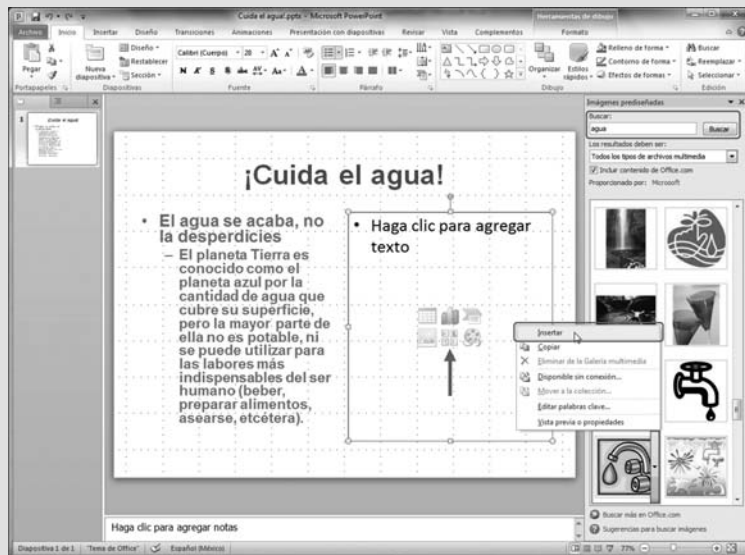 Cuida el agua!.pptx - Microsoft PowerPoint
Herramientas de dibujo
Archivo Inicio Insertar Diseño Transiciones Animaciones Presentación con diapositivas Revisar Vista Complementos Formato
Pegar
Portapapeles
Nueva diapositiva
Diseño
Restablecer
Sección
Diapositivas
Calibri (Cuerpo) 28
N K S S abc AV Aa A
Fuente
Párrafo
Organizar
Estilos rápidos
Relleno de forma
Contorno de forma
Efectos de formas
Dibujo
Buscar
Reemplazar
Seleccionar
Edición
1
¡Cuida el agua!
¡Cuida el agua!
• El agua se acaba, no
la desperdicies
– El planeta Tierra es
conocido como el
planeta azul por la
cantidad de agua que
cubre su superficie,
pero la mayor parte de
ella no es potable, ni
se puede utilizar para
las labores más
indispensables del ser
humano (beber,
preparar alimentos,
asearse, etcétera).
• Haga clic para agregar
texto
Insertar
Copiar
Eliminar de la Galería multimedia
Disponible sin conexión...
Mover a la colección...
Editar palabras clave...
Vista previa o propiedades
Imágenes prediseñadas
Buscar:
agua Buscar
Los resultados deben ser:
Todos los tipos de archivos multimedia
Incluir contenido de Office.com
Proporcionada por: Microsoft
Buscar más en Office.com
Sugerencias para buscar imágenes
Haga clic para agregar notas
Diapositiva 1 de 1 "Tema de Office" Español (México) 77%